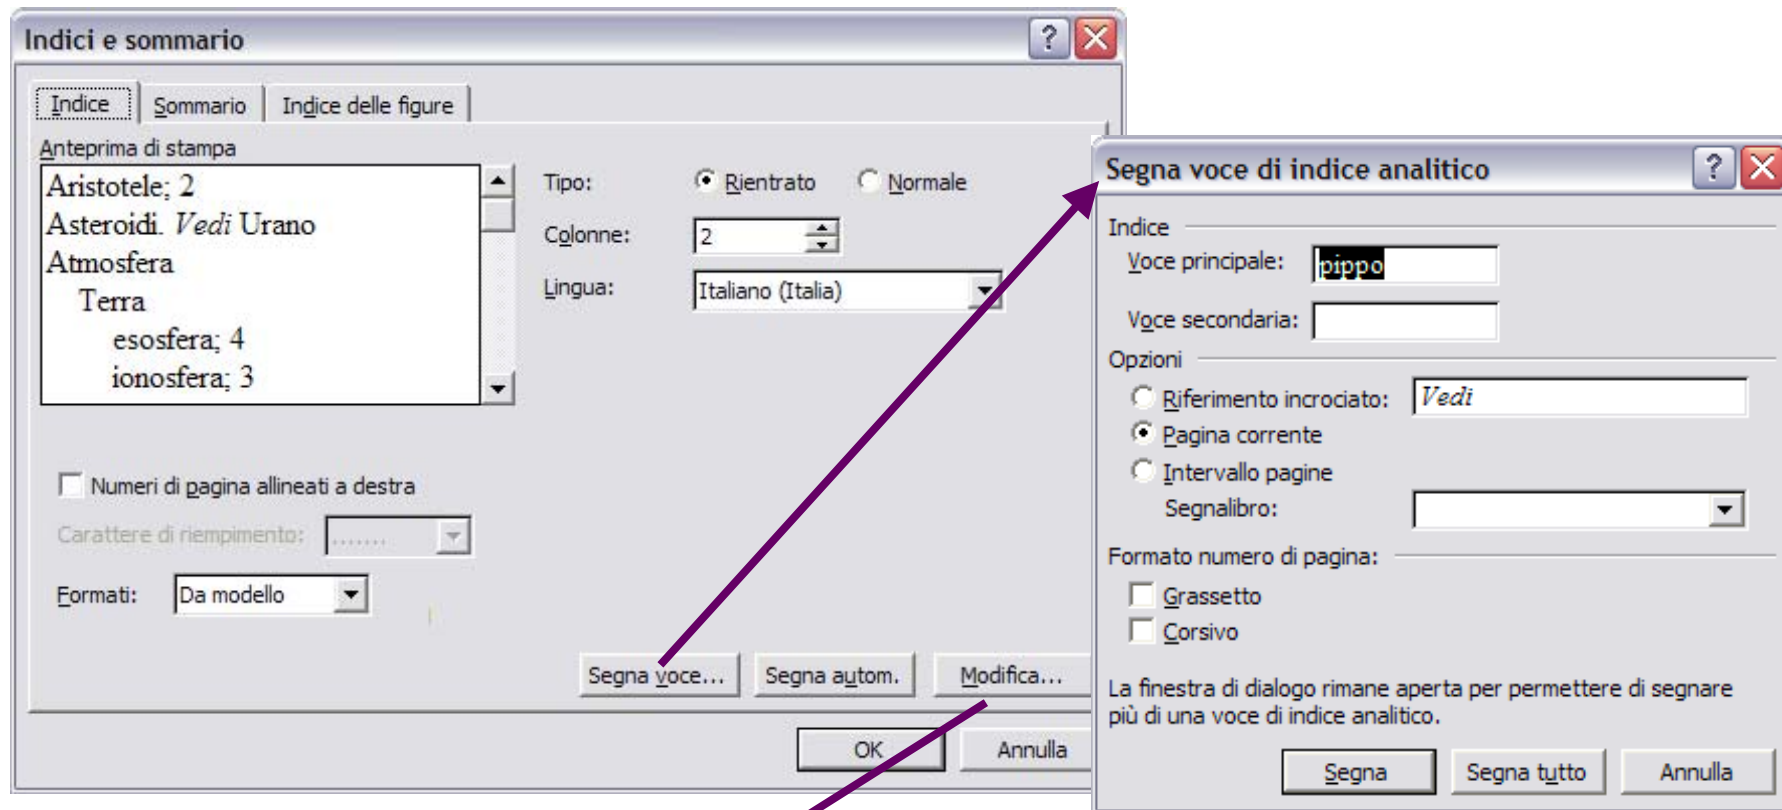 Indici e sommario
Indice
Sommario
Indice delle figure
Anteprima di stampa
Aristotele; 2
Asteroidi. Vedi Urano
Atmosfera
Terra
esosfera; 4
ionosfera; 3
Tipo:
Rientrato
Normale
Colonne:
2
Lingua:
Italiano (Italia)
Numeri di pagina allineati a destra
Carattere di riempimento:
.......
Formati:
Da modello
Segna voce...
Segna autom.
Modifica...
OK
Annulla
Segna voce di indice analitico
Indice
Voce principale:
pippo
Voce secondaria:
Opzioni
Riferimento incrociato:
Vedi
Pagina corrente
Intervallo pagine
Segnalibro:
Formato numero di pagina:
Grassetto
Corsivo
La finestra di dialogo rimane aperta per permettere di segnare
più di una voce di indice analitico.
Segna
Segna tutto
Annulla